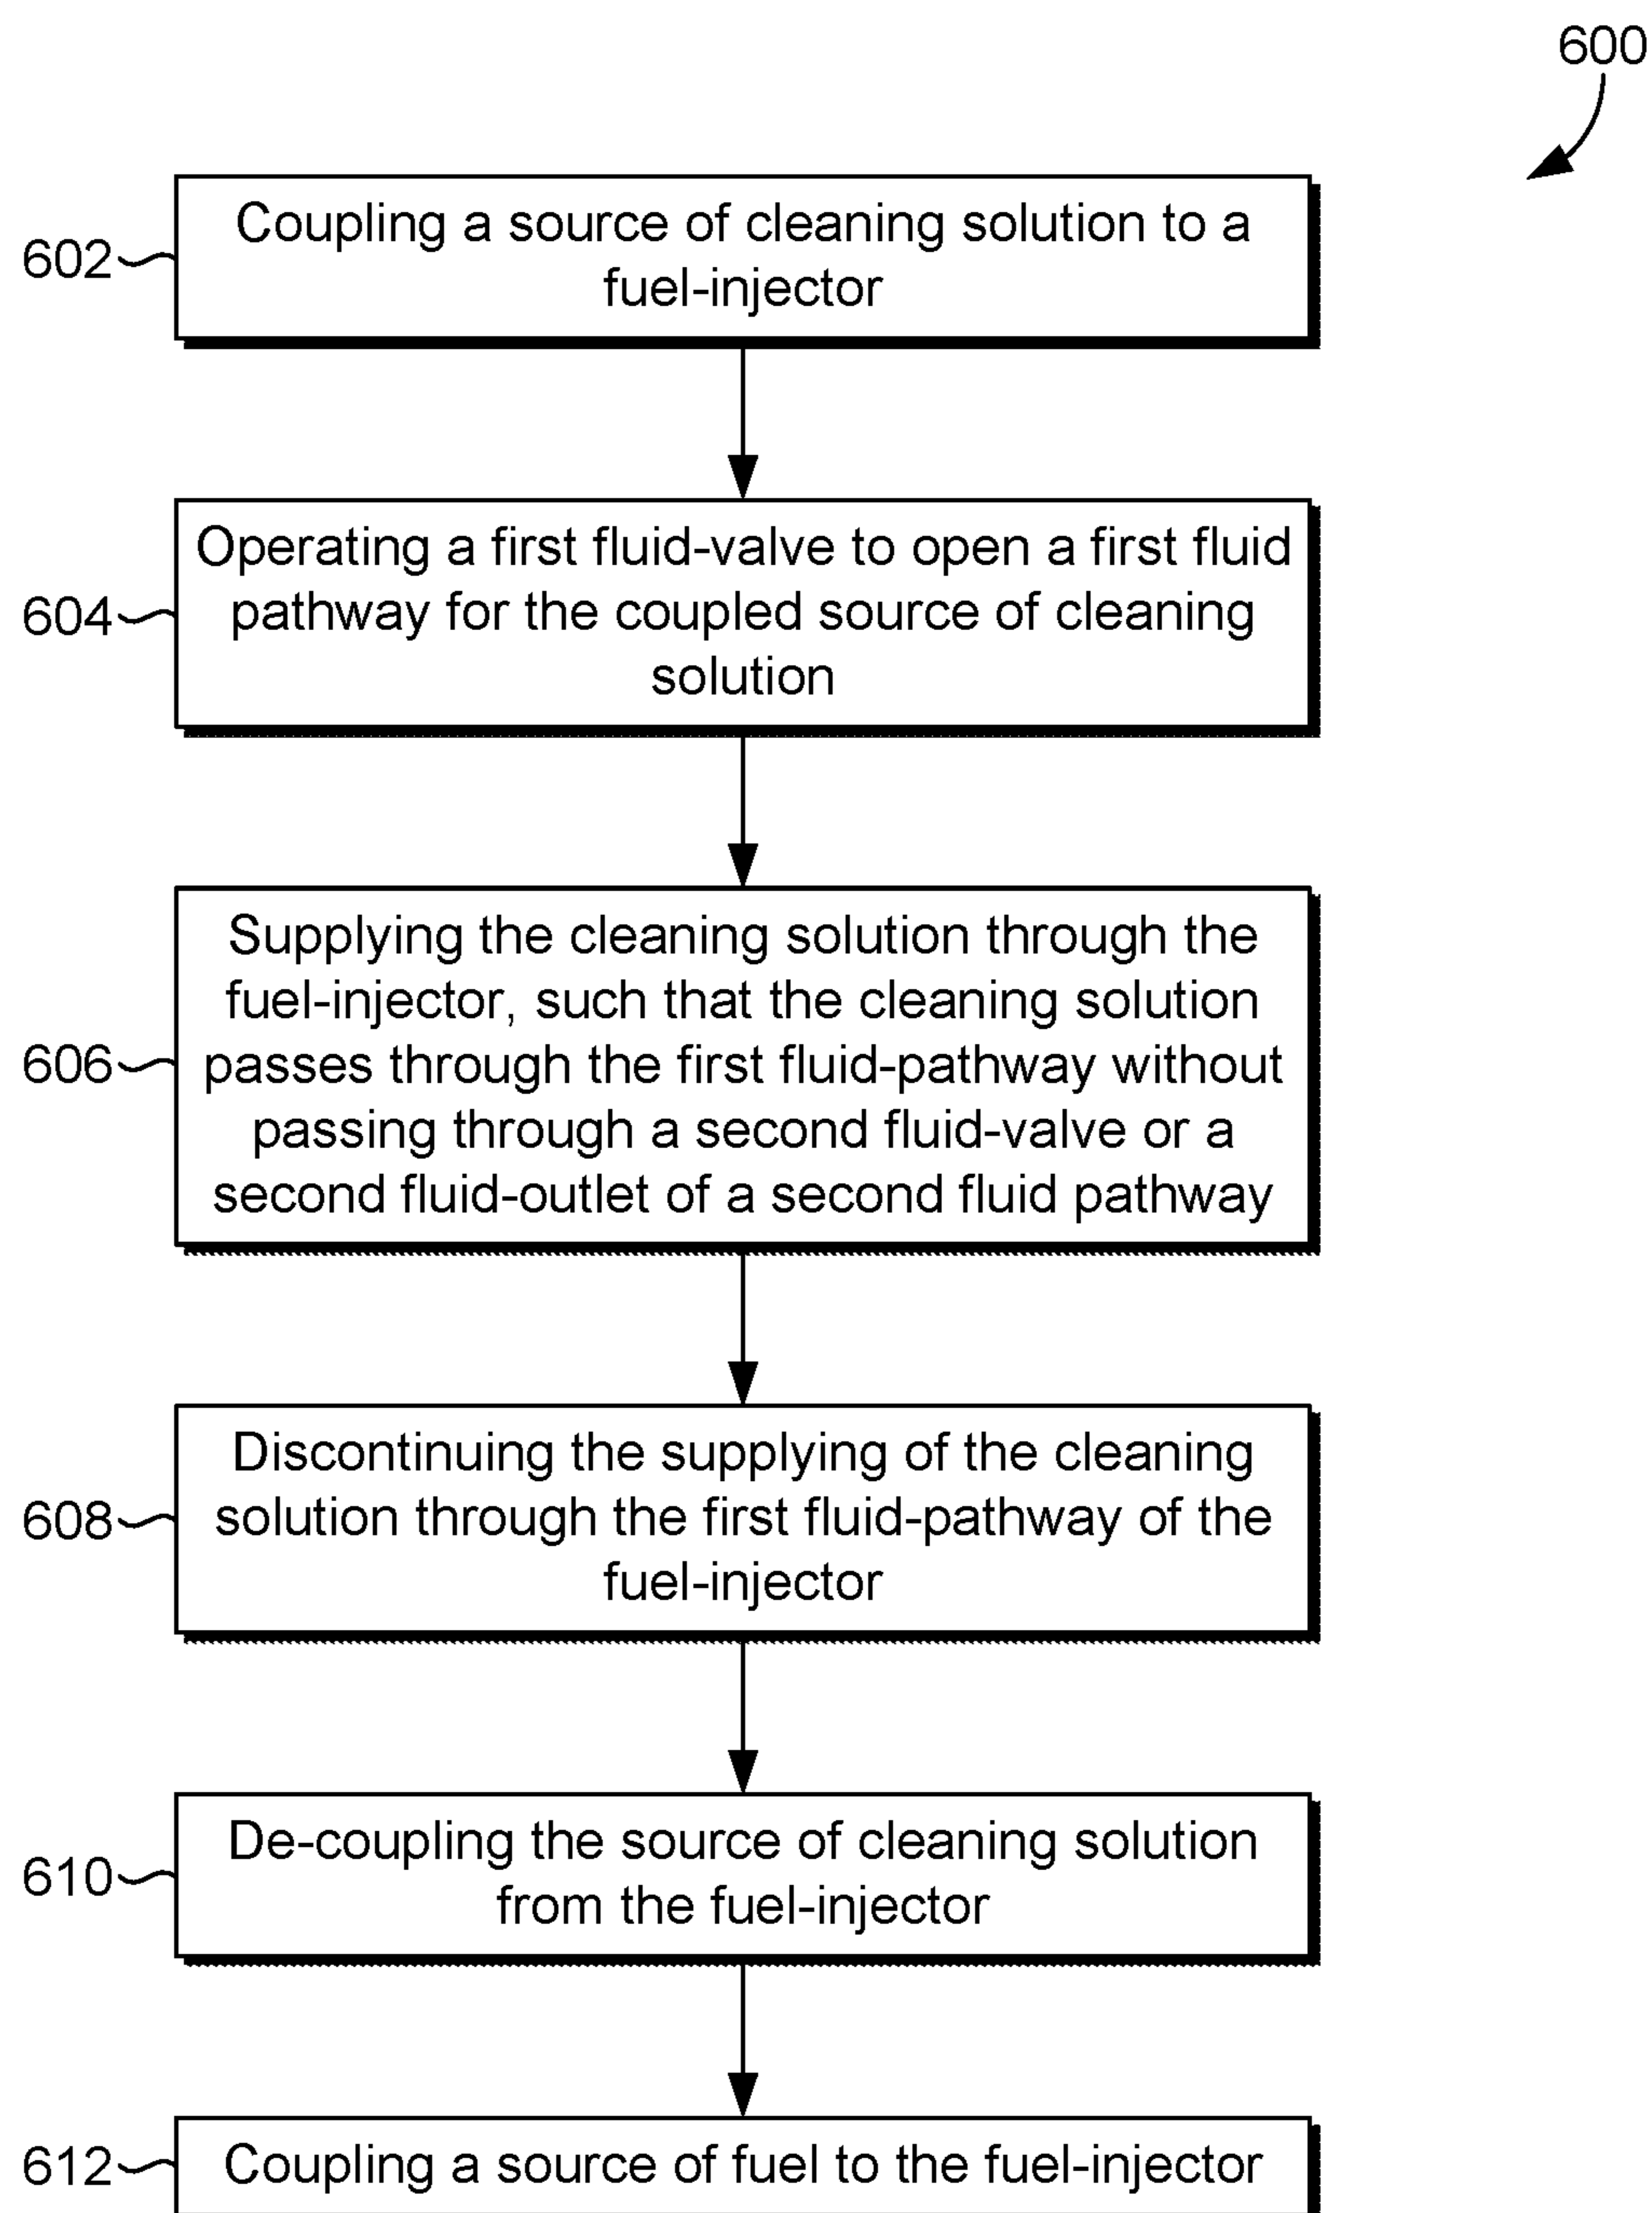 600
602
Coupling a source of cleaning solution to a
fuel-injector
604
Operating a first fluid-valve to open a first fluid
pathway for the coupled source of cleaning
solution
606
Supplying the cleaning solution through the
fuel-injector, such that the cleaning solution
passes through the first fluid-pathway without
passing through a second fluid-valve or a
second fluid-outlet of a second fluid pathway
608
Discontinuing the supplying of the cleaning
solution through the first fluid-pathway of the
fuel-injector
610
De-coupling the source of cleaning solution
from the fuel-injector
612
Coupling a source of fuel to the fuel-injector